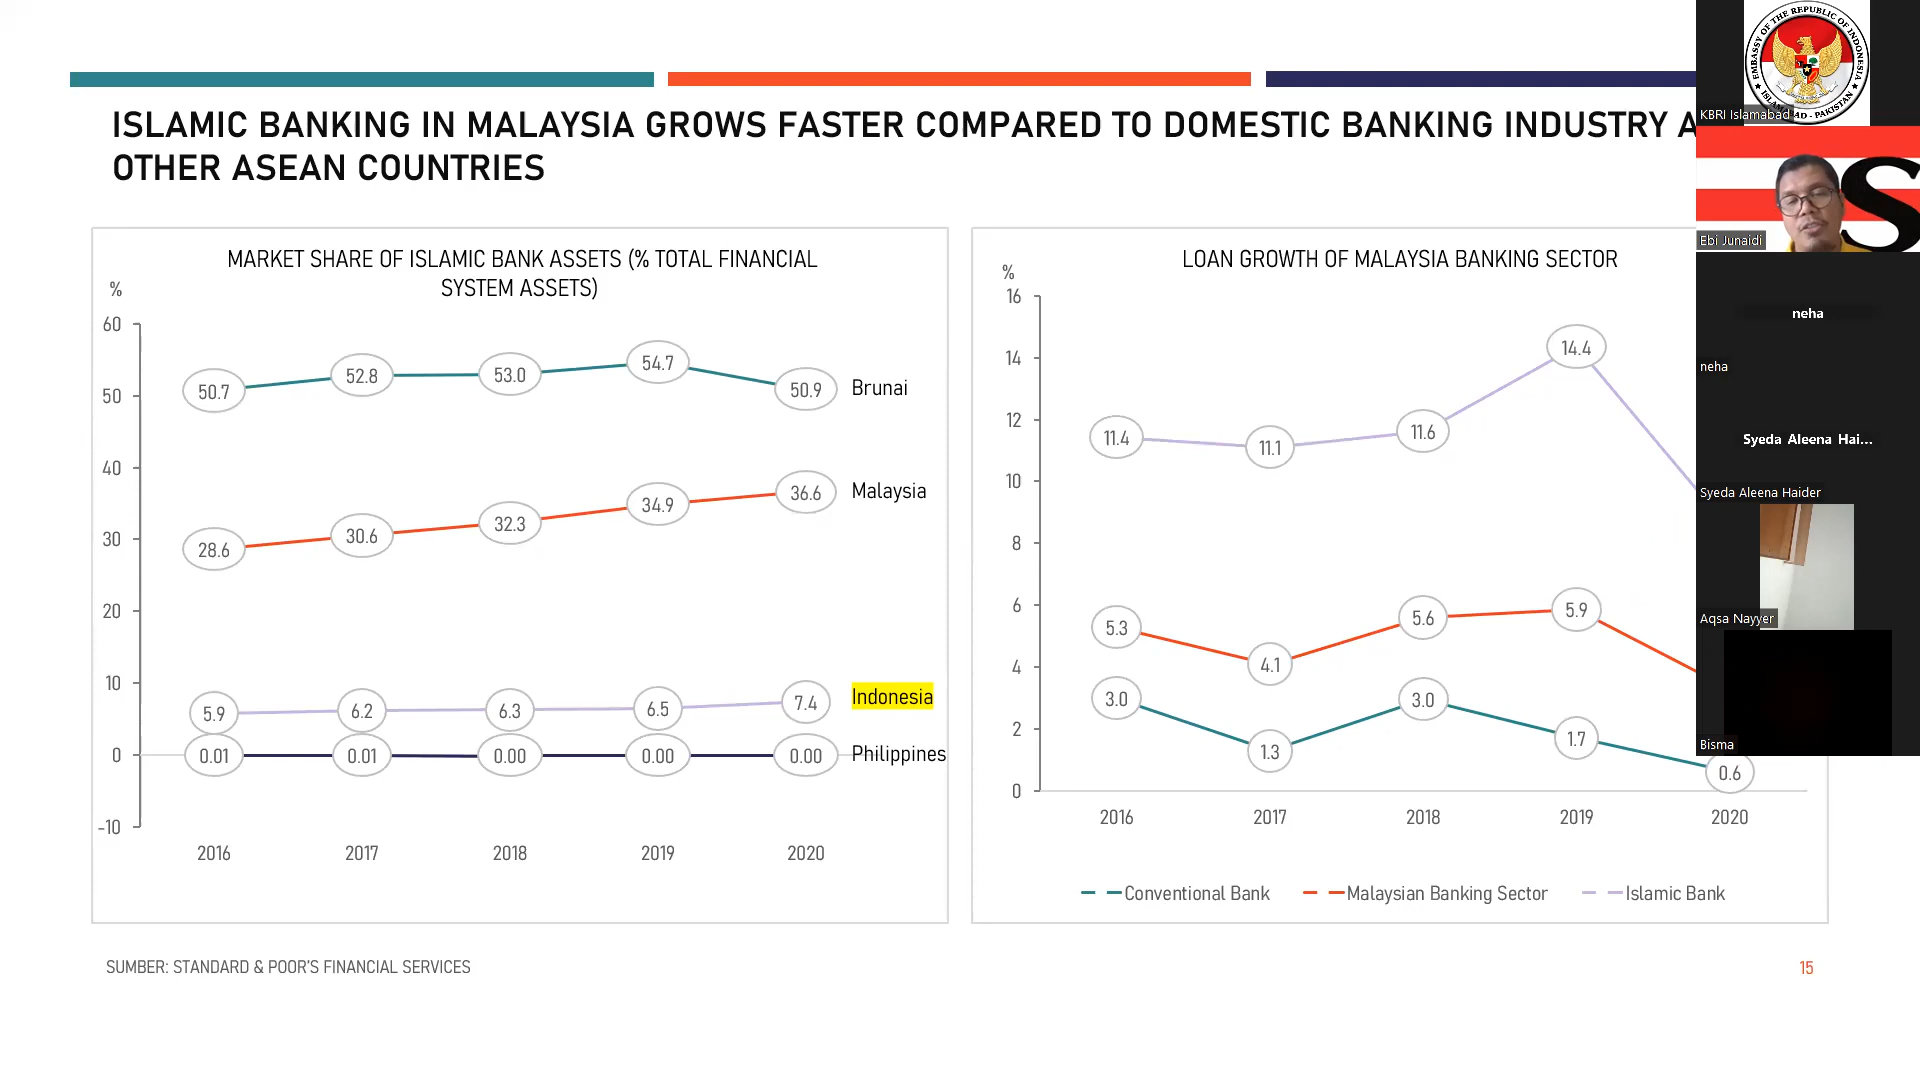 ISLAMIC BANKING IN MALAYSIA GROWS FASTER COMPARED TO DOMESTIC BANKING INDUSTRY A
OTHER ASEAN COUNTRIES
MARKET SHARE OF ISLAMIC BANK ASSETS (% TOTAL FINANCIAL
SYSTEM ASSETS)
%
60
50
40
30
20
10
0
-10
50.7 52.8 53.0 54.7 50.9 Brunai
28.6 30.6 32.3 34.9 36.6 Malaysia
5.9 6.2 6.3 6.5 7.4 Indonesia
0.01 0.01 0.00 0.00 0.00 Philippines
2016 2017 2018 2019 2020
LOAN GROWTH OF MALAYSIA BANKING SECTOR
%
16
14
12
10
8
6
4
2
0
11.4 11.1 11.6 14.4
5.3 4.1 5.6 5.9
3.0 1.3 3.0 1.7 0.6
2016 2017 2018 2019 2020
Conventional Bank Malaysian Banking Sector Islamic Bank
SUMBER: STANDARD & POOR'S FINANCIAL SERVICES
15
EMBASSY OF THE REPUBLIC OF INDONESIA
ISLAMABAD - PAKISTAN
KBRI Islamabad
S
Ebi Junaidi
neha
neha
Syeda Aleena Hai...
Syeda Aleena Haider
Aqsa Nayyer
Bisma